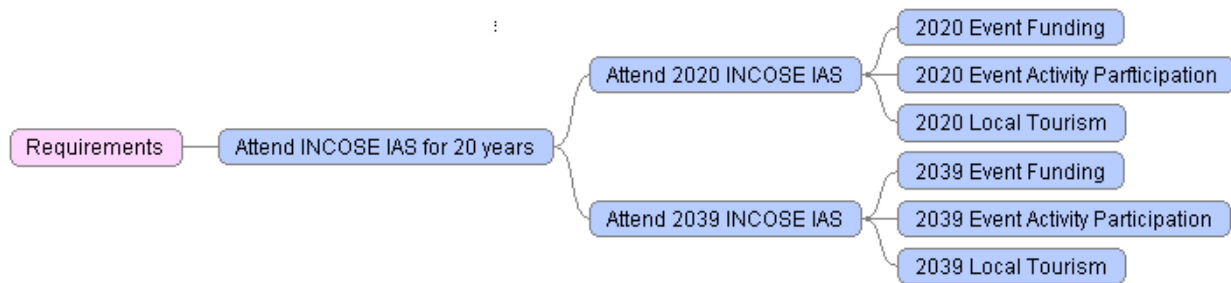 ⋮
2020 Event Funding
Attend 2020 INCOSE IAS
2020 Event Activity Parfticipation
2020 Local Tourism
Requirements
Attend INCOSE IAS for 20 years
2039 Event Funding
Attend 2039 INCOSE IAS
2039 Event Activity Participation
2039 Local Tourism